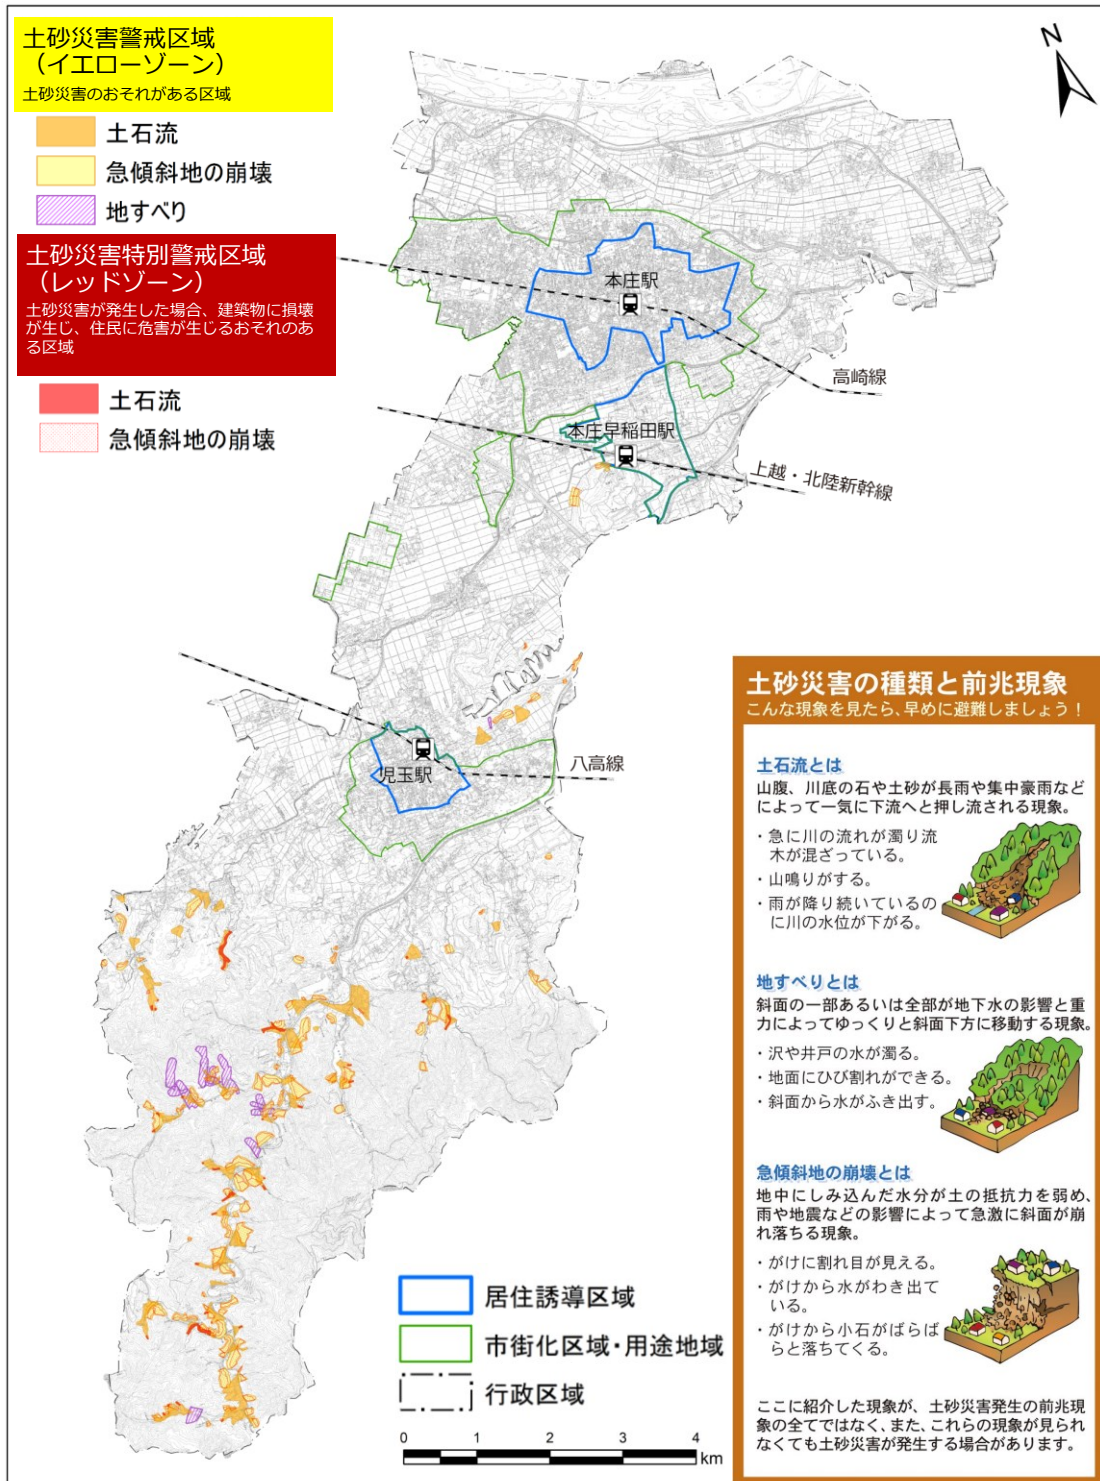 土砂災害警戒区域
（イエローゾーン）
土砂災害のおそれがある区域
土石流
急傾斜地の崩壊
地すべり
土砂災害特別警戒区域
（レッドゾーン）
土砂災害が発生した場合、建築物に損壊
が生じ、住民に危害が生じるおそれのあ
る区域
土石流
急傾斜地の崩壊
N
本庄駅
高崎線
本庄早稲田駅
上越・北陸新幹線
児玉駅
八高線
居住誘導区域
市街化区域・用途地域
行政区域
0 1 2 3 4
km
土砂災害の種類と前兆現象
こんな現象を見たら、早めに避難しましょう！
土石流とは
山腹、川底の石や土砂が長雨や集中豪雨など
によって一気に下流へと押し流される現象。
・急に川の流れが濁り流
木が混ざっている。
・山鳴りがする。
・雨が降り続いているの
に川の水位が下がる。
地すべりとは
斜面の一部あるいは全部が地下水の影響と重
力によってゆっくりと斜面下方に移動する現象。
・沢や井戸の水が濁る。
・地面にひび割れができる。
・斜面から水がふき出す。
急傾斜地の崩壊とは
地中にしみ込んだ水分が土の抵抗力を弱め、
雨や地震などの影響によって急激に斜面が崩
れ落ちる現象。
・がけに割れ目が見える。
・がけから水がわき出て
いる。
・がけから小石がばらば
らと落ちてくる。
ここに紹介した現象が、土砂災害発生の前兆現
象の全てではなく、また、これらの現象が見られ
なくても土砂災害が発生する場合があります。